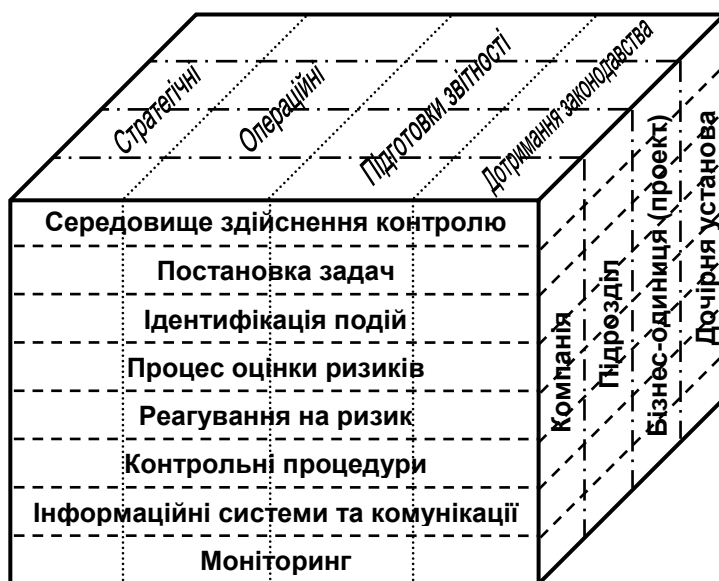 Стратегічні
Операційні
Підготовки звітності
Дотримання законодавства
Середовище здійснення контролю
Постановка задач
Ідентифікація подій
Процес оцінки ризиків
Реагування на ризик
Контрольні процедури
Інформаційні системи та комунікації
Моніторинг
Компанія
Підрозділ
Бізнес-одиниця (проект)
Дочірня установа